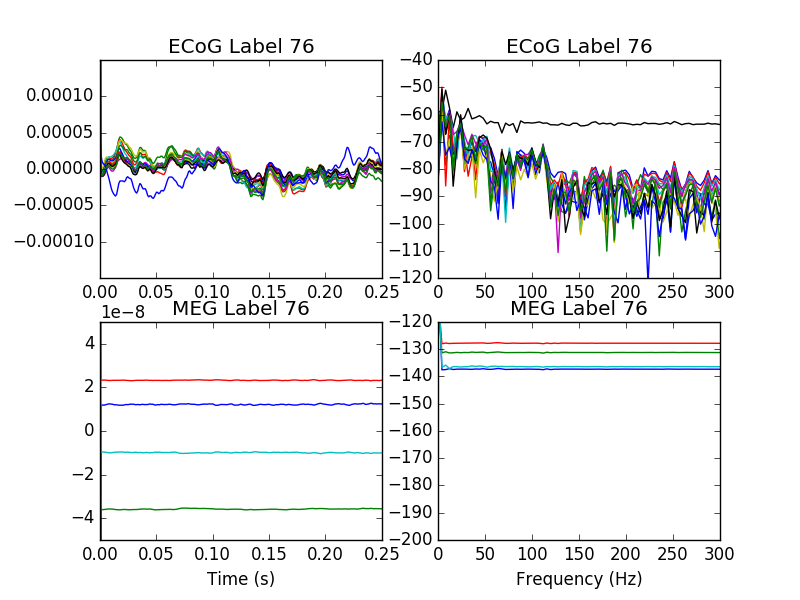 ECoG Label 76
0.00010
0.00005
0.00000
−0.00005
−0.00010
0.00 0.05 0.10 0.15 0.20 0.25
ECoG Label 76
−40
−50
−60
−70
−80
−90
−100
−110
−120
0 50 100 150 200 250 300
MEG Label 76
1e−8
4
2
0
−2
−4
0.00 0.05 0.10 0.15 0.20 0.25
Time (s)
MEG Label 76
−120
−130
−140
−150
−160
−170
−180
−190
−200
0 50 100 150 200 250 300
Frequency (Hz)